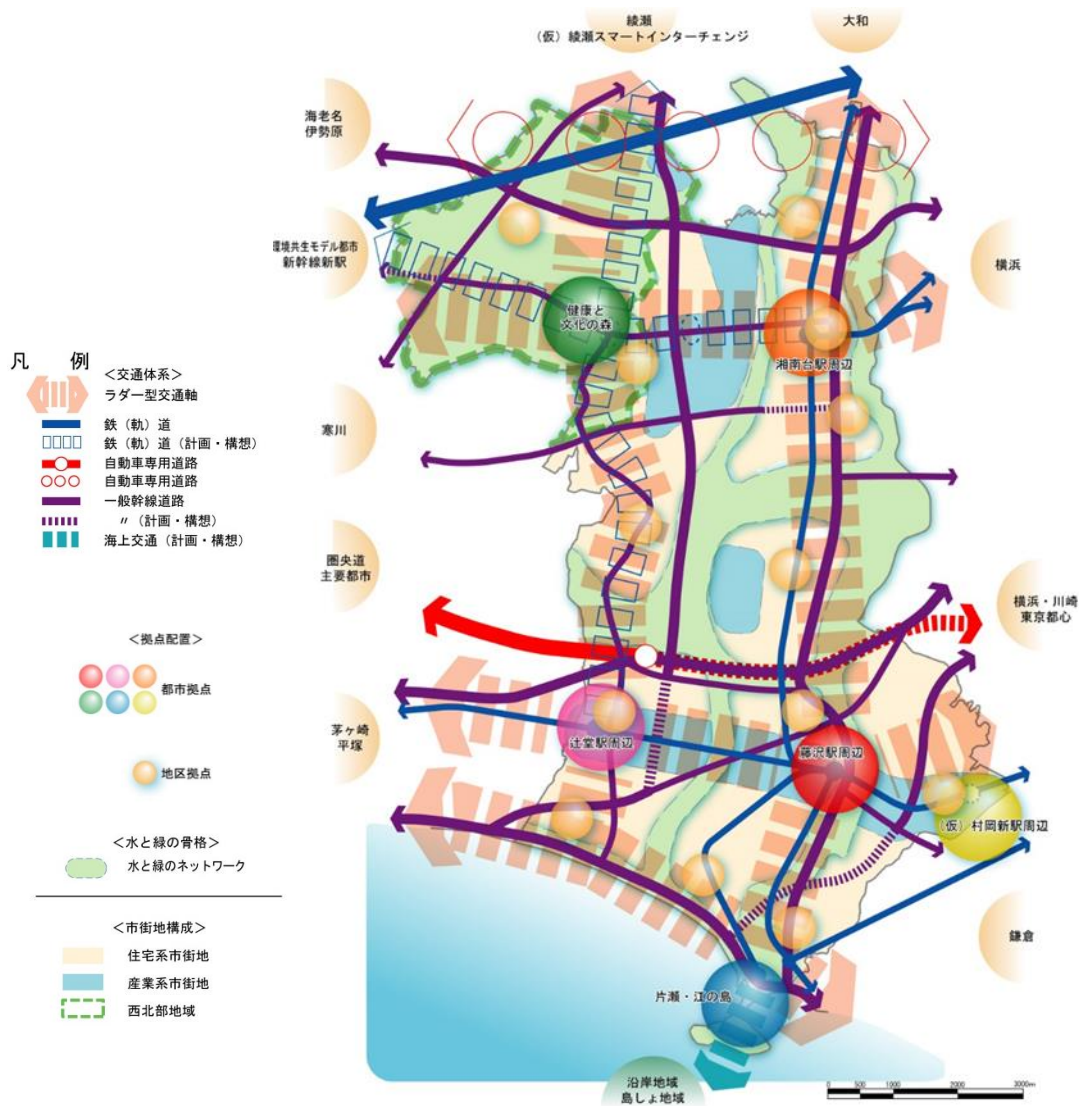 綾瀬
（仮）綾瀬スマートインターチェンジ
大和
海老名
伊勢原
環境共生モデル都市
新幹線新駅
横浜
健康と
文化の森
湘南台駅周辺
凡　例
＜交通体系＞
ラダー型交通軸
鉄（軌）道
鉄（軌）道（計画・構想）
自動車専用道路
自動車専用道路
一般幹線道路
〃（計画・構想）
海上交通（計画・構想）
寒川
圏央道
主要都市
横浜・川崎
東京都心
＜拠点配置＞
都市拠点
地区拠点
茅ヶ崎
平塚
辻堂駅周辺
藤沢駅周辺
（仮）村岡新駅周辺
＜水と緑の骨格＞
水と緑のネットワーク
＜市街地構成＞
住宅系市街地
産業系市街地
西北部地域
鎌倉
片瀬・江の島
沿岸地域
島しょ地域
0 500 1000 2000 3000m